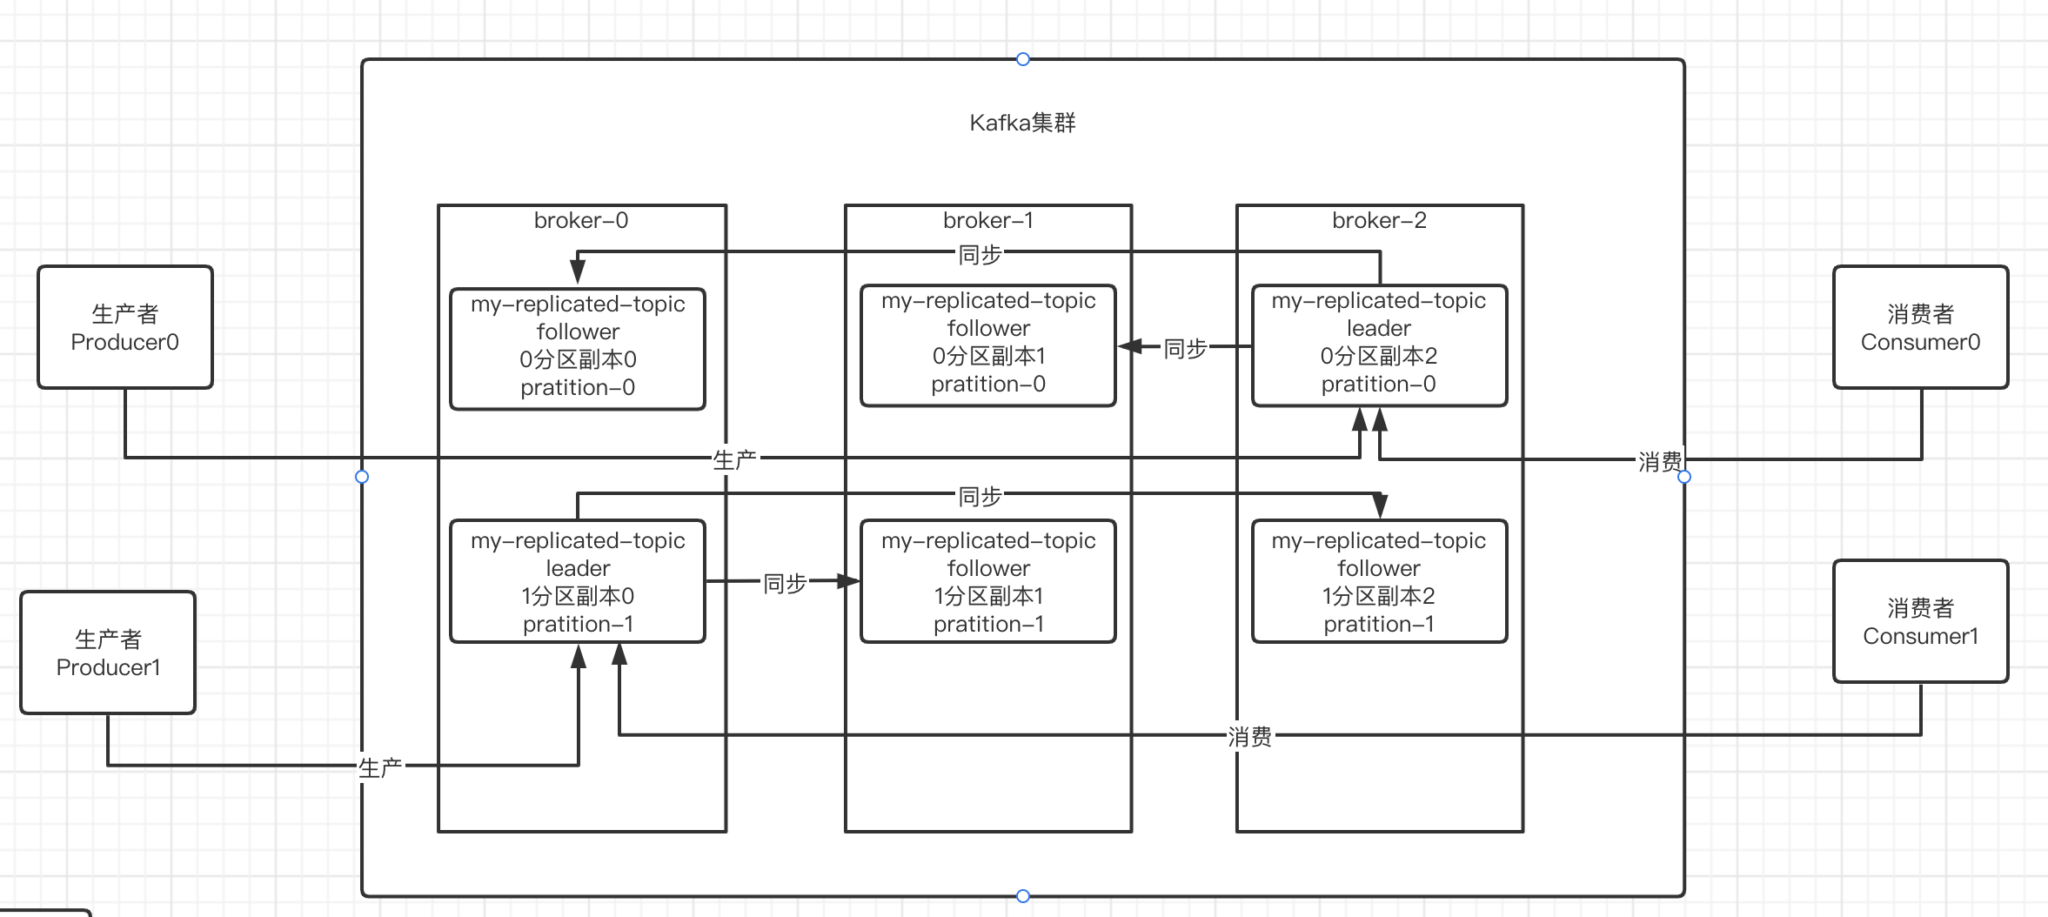 Kafka集群
broker-0
broker-1
broker-2
同步
生产者
Producer0
my-replicated-topic
follower
0分区副本0
pratition-0
my-replicated-topic
follower
0分区副本1
pratition-0
同步
my-replicated-topic
leader
0分区副本2
pratition-0
消费者
Consumer0
生产
消费
同步
生产者
Producer1
my-replicated-topic
leader
1分区副本0
pratition-1
同步
my-replicated-topic
follower
1分区副本1
pratition-1
my-replicated-topic
follower
1分区副本2
pratition-1
消费者
Consumer1
消费
生产